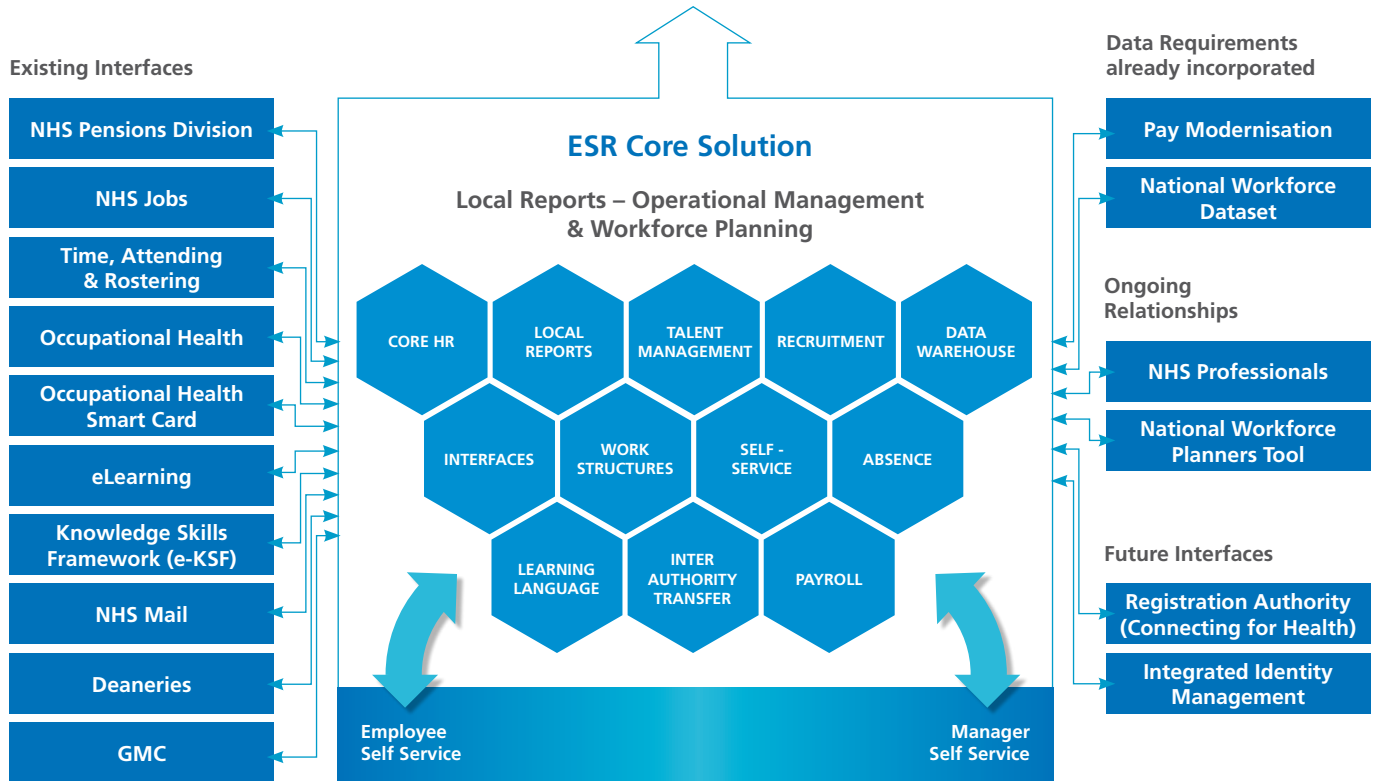 Existing Interfaces
NHS Pensions Division
NHS Jobs
Time, Attending
& Rostering
Occupational Health
Occupational Health
Smart Card
eLearning
Knowledge Skills
Framework (e-KSF)
NHS Mail
Deaneries
GMC
ESR Core Solution
Local Reports – Operational Management
& Workforce Planning
CORE HR
LOCAL
REPORTS
TALENT
MANAGEMENT
RECRUITMENT
DATA
WAREHOUSE
INTERFACES
WORK
STRUCTURES
SELF -
SERVICE
ABSENCE
LEARNING
LANGUAGE
INTER
AUTHORITY
TRANSFER
PAYROLL
Employee
Self Service
Manager
Self Service
Data Requirements
already incorporated
Pay Modernisation
National Workforce
Dataset
Ongoing
Relationships
NHS Professionals
National Workforce
Planners Tool
Future Interfaces
Registration Authority
(Connecting for Health)
Integrated Identity
Management